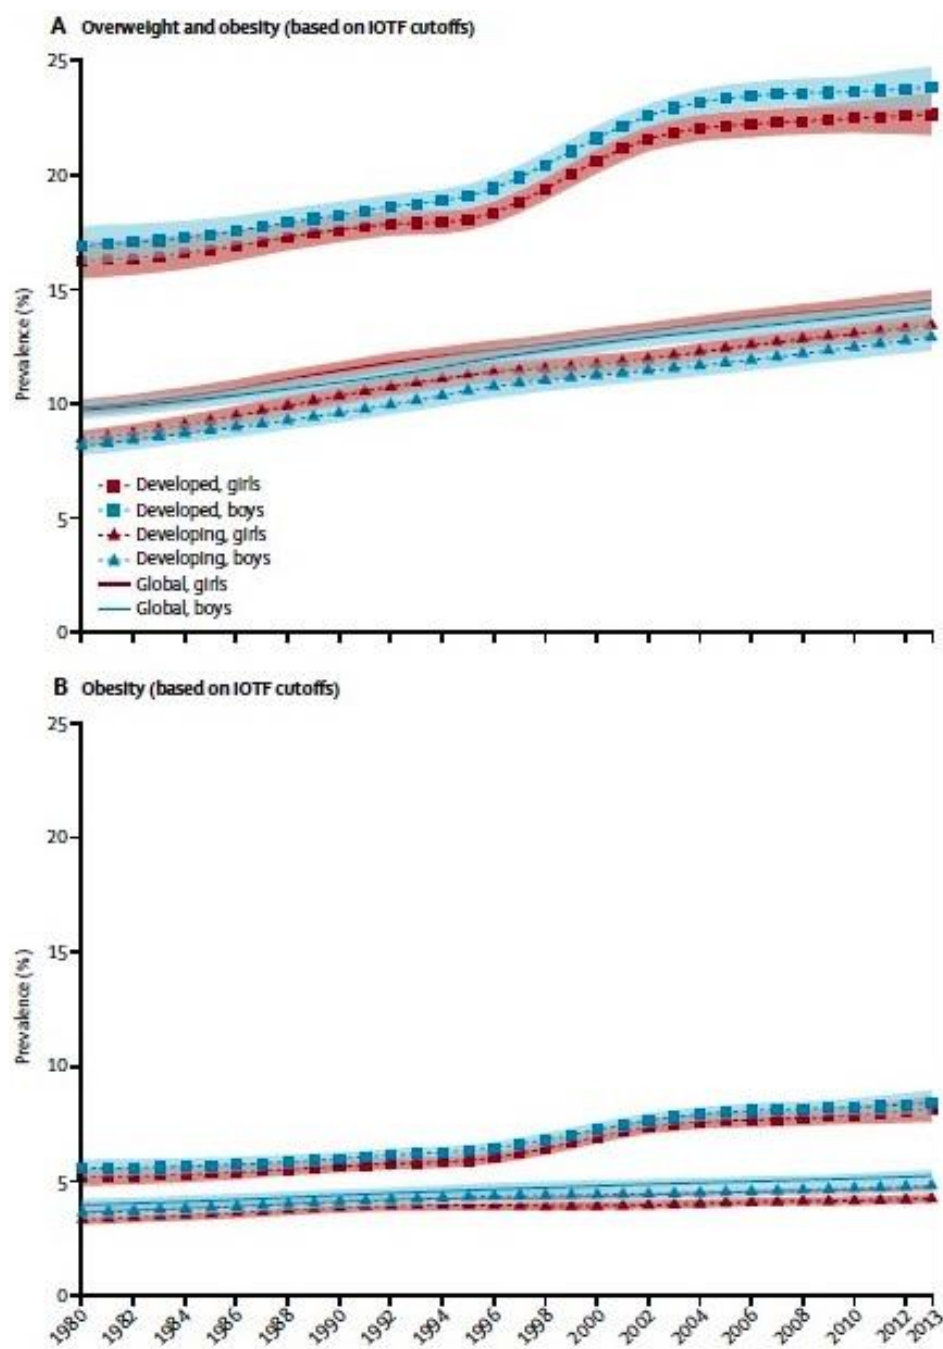 A Overweight and obesity (based on IOTF cutoffs)
25
20
15
10
5
0
Prevalence (%)
Developed, girls
Developed, boys
Developing, girls
Developing, boys
Global, girls
Global, boys
B Obesity (based on IOTF cutoffs)
25
20
15
10
5
0
Prevalence (%)
1980 1982 1984 1986 1988 1990 1992 1994 1996 1998 2000 2002 2004 2006 2008 2010 2012 2013